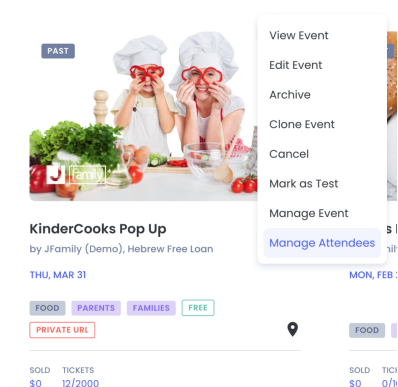 View Event
PAST
Edit Event
Archive
Clone Event
Cancel
J Family
Mark as Test
Manage Event
Manage Attendees
KinderCooks Pop Up
by JFamily (Demo), Hebrew Free Loan
THU, MAR 31
MON, FEB
FOOD PARENTS FAMILIES FREE
PRIVATE URL
FOOD
SOLD TICKETS
$0 12/2000
SOLD
$0